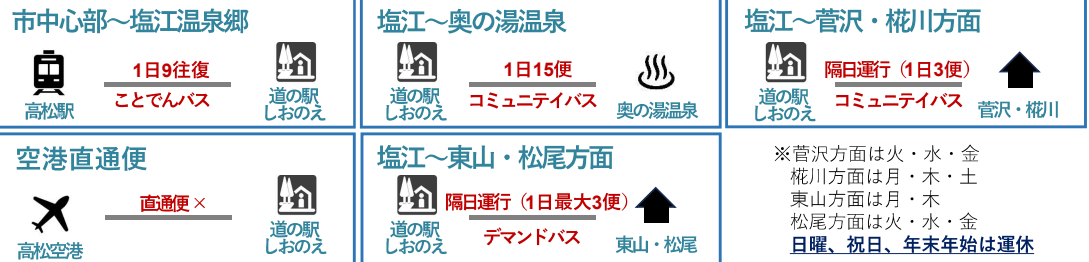 市中心部～塩江温泉郷
1日9往復
ことでんバス
高松駅
道の駅
しおのえ
塩江～奥の湯温泉
1日15便
コミュニテイバス
道の駅
しおのえ
奥の湯温泉
塩江～菅沢・椛川方面
隔日運行（1日3便）
コミュニテイバス
道の駅
しおのえ
菅沢・椛川
空港直通便
直通便×
高松空港
道の駅
しおのえ
塩江～東山・松尾方面
隔日運行（1日最大3便）
デマンドバス
道の駅
しおのえ
東山・松尾
※菅沢方面は火・水・金
椛川方面は月・木・土
東山方面は月・木
松尾方面は火・水・金
日曜、祝日、年末年始は運休